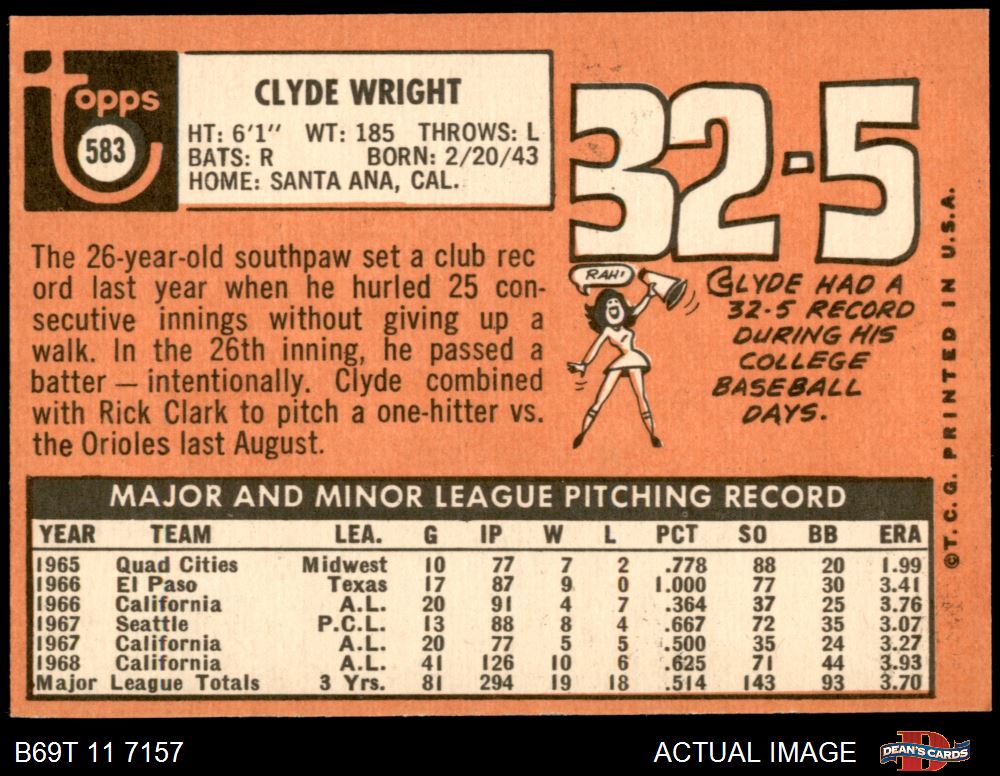 Topps
583
CLYDE WRIGHT
HT: 6'1" WT: 185 THROWS: L
BATS: R BORN: 2/20/43
HOME: SANTA ANA, CAL.
32-5
The 26-year-old southpaw set a club rec
ord last year when he hurled 25 con-
secutive innings without giving up a
walk. In the 26th inning, he passed a
batter — intentionally. Clyde combined
with Rick Clark to pitch a one-hitter vs.
the Orioles last August.
RAH!
CLYDE HAD A
32-5 RECORD
DURING HIS
COLLEGE
BASEBALL
DAYS.
©T. C. G. PRINTED IN U.S.A.
MAJOR AND MINOR LEAGUE PITCHING RECORD
YEAR TEAM LEA. G IP W L PCT SO BB ERA
1965 Quad Cities Midwest 10 77 7 2 .778 88 20 1.99
1966 El Paso Texas 17 87 9 0 1.000 77 30 3.41
1966 California A.L. 20 91 4 7 .364 37 25 3.76
1967 Seattle P.C.L. 13 88 8 4 .667 72 35 3.07
1967 California A.L. 20 77 5 5 .500 35 24 3.27
1968 California A.L. 41 126 10 6 .625 71 44 3.93
Major League Totals 3 Yrs. 81 294 19 18 .514 143 93 3.70
B69T 11 7157
ACTUAL IMAGE
DEAN'S CARDS